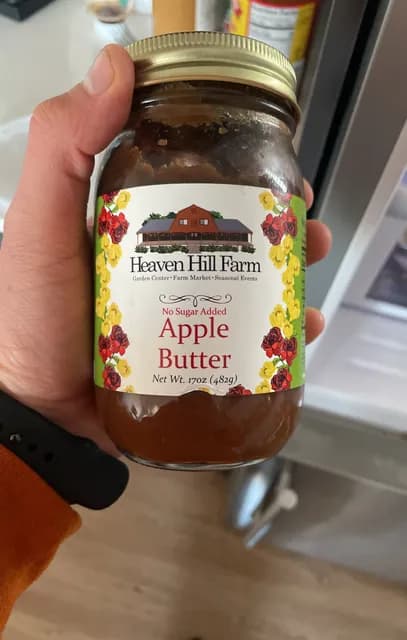 Heaven Hill Farm
Garden Center • Farm Market • Seasonal Events
No Sugar Added
Apple
Butter
Net Wt. 17oz (482g)